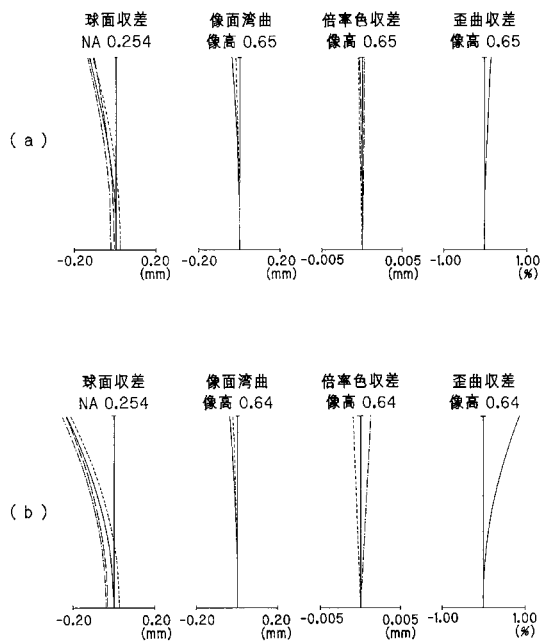 球面収差 像面湾曲 倍率色収差 歪曲収差
NA 0.254 像高 0.65 像高 0.65 像高 0.65
(a)
-0.20 0.20 -0.20 0.20 -0.005 0.005 -1.00 1.00
(mm) (mm) (mm) (%)
球面収差 像面湾曲 倍率色収差 歪曲収差
NA 0.254 像高 0.64 像高 0.64 像高 0.64
(b)
-0.20 0.20 -0.20 0.20 -0.005 0.005 -1.00 1.00
(mm) (mm) (mm) (%)